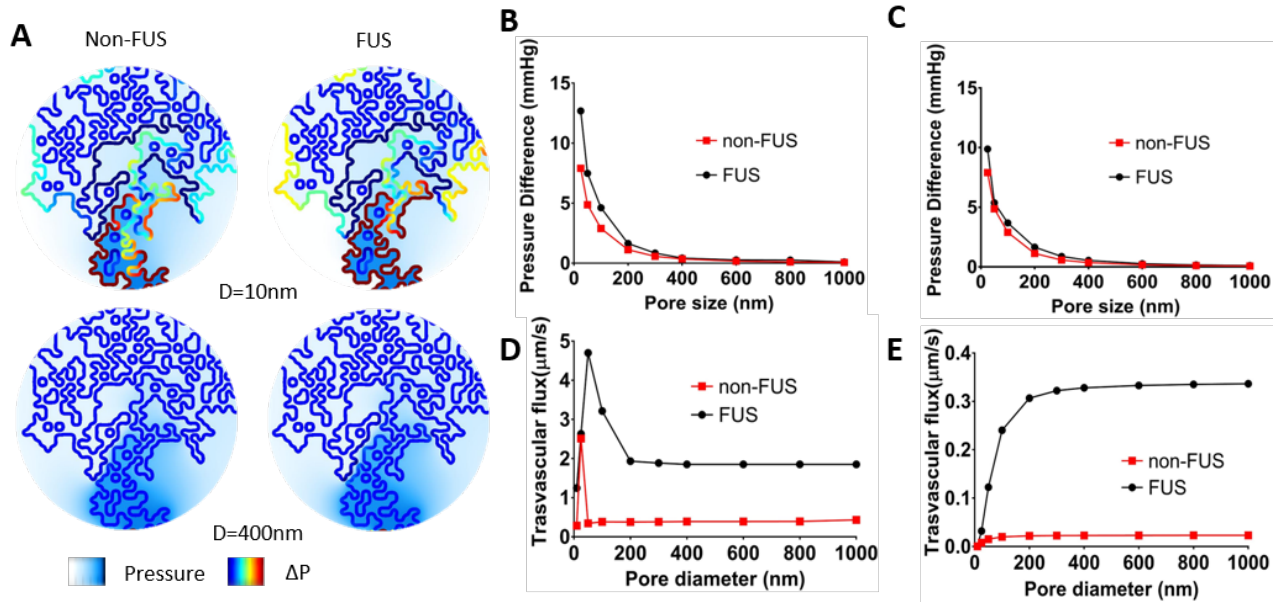 A
Non-FUS
FUS
D=10nm
D=400nm
Pressure
ΔP
B
Pressure Difference (mmHg)
15
10
5
0
non-FUS
FUS
0 200 400 600 800 1000
Pore size (nm)
C
Pressure Difference (mmHg)
15
10
5
0
non-FUS
FUS
0 200 400 600 800 1000
Pore size (nm)
D
Trasvascular flux(μm/s)
5
4
3
2
1
0
non-FUS
FUS
0 200 400 600 800 1000
Pore diameter (nm)
E
Trasvascular flux(μm/s)
0.4
0.3
0.2
0.1
0.0
non-FUS
FUS
0 200 400 600 800 1000
Pore diameter (nm)